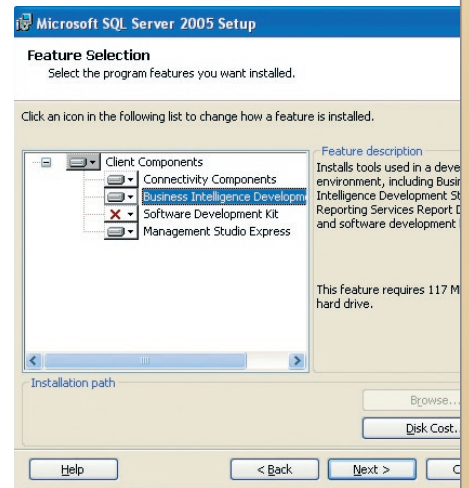 Microsoft SQL Server 2005 Setup
Feature Selection
Select the program features you want installed.
Click an icon in the following list to change how a feature is installed.
Client Components
Connectivity Components
Business Intelligence Developm
Software Development Kit
Management Studio Express
Feature description
Installs tools used in a deve
environment, including Busin
Intelligence Development St
Reporting Services Report D
and software development
This feature requires 117 M
hard drive.
Installation path
Browse...
Disk Cost..
Help
< Back
Next >
C